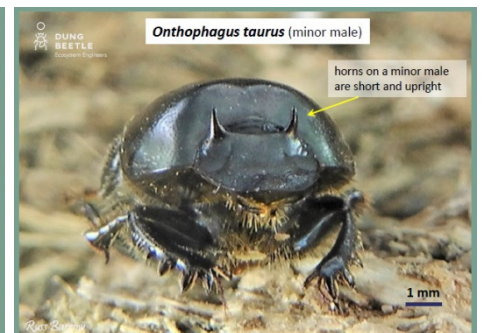 DUNG
BEETLE
Ecosystem Engineers
Onthophagus taurus (minor male)
horns on a minor male
are short and upright
1 mm
Russ Barrow